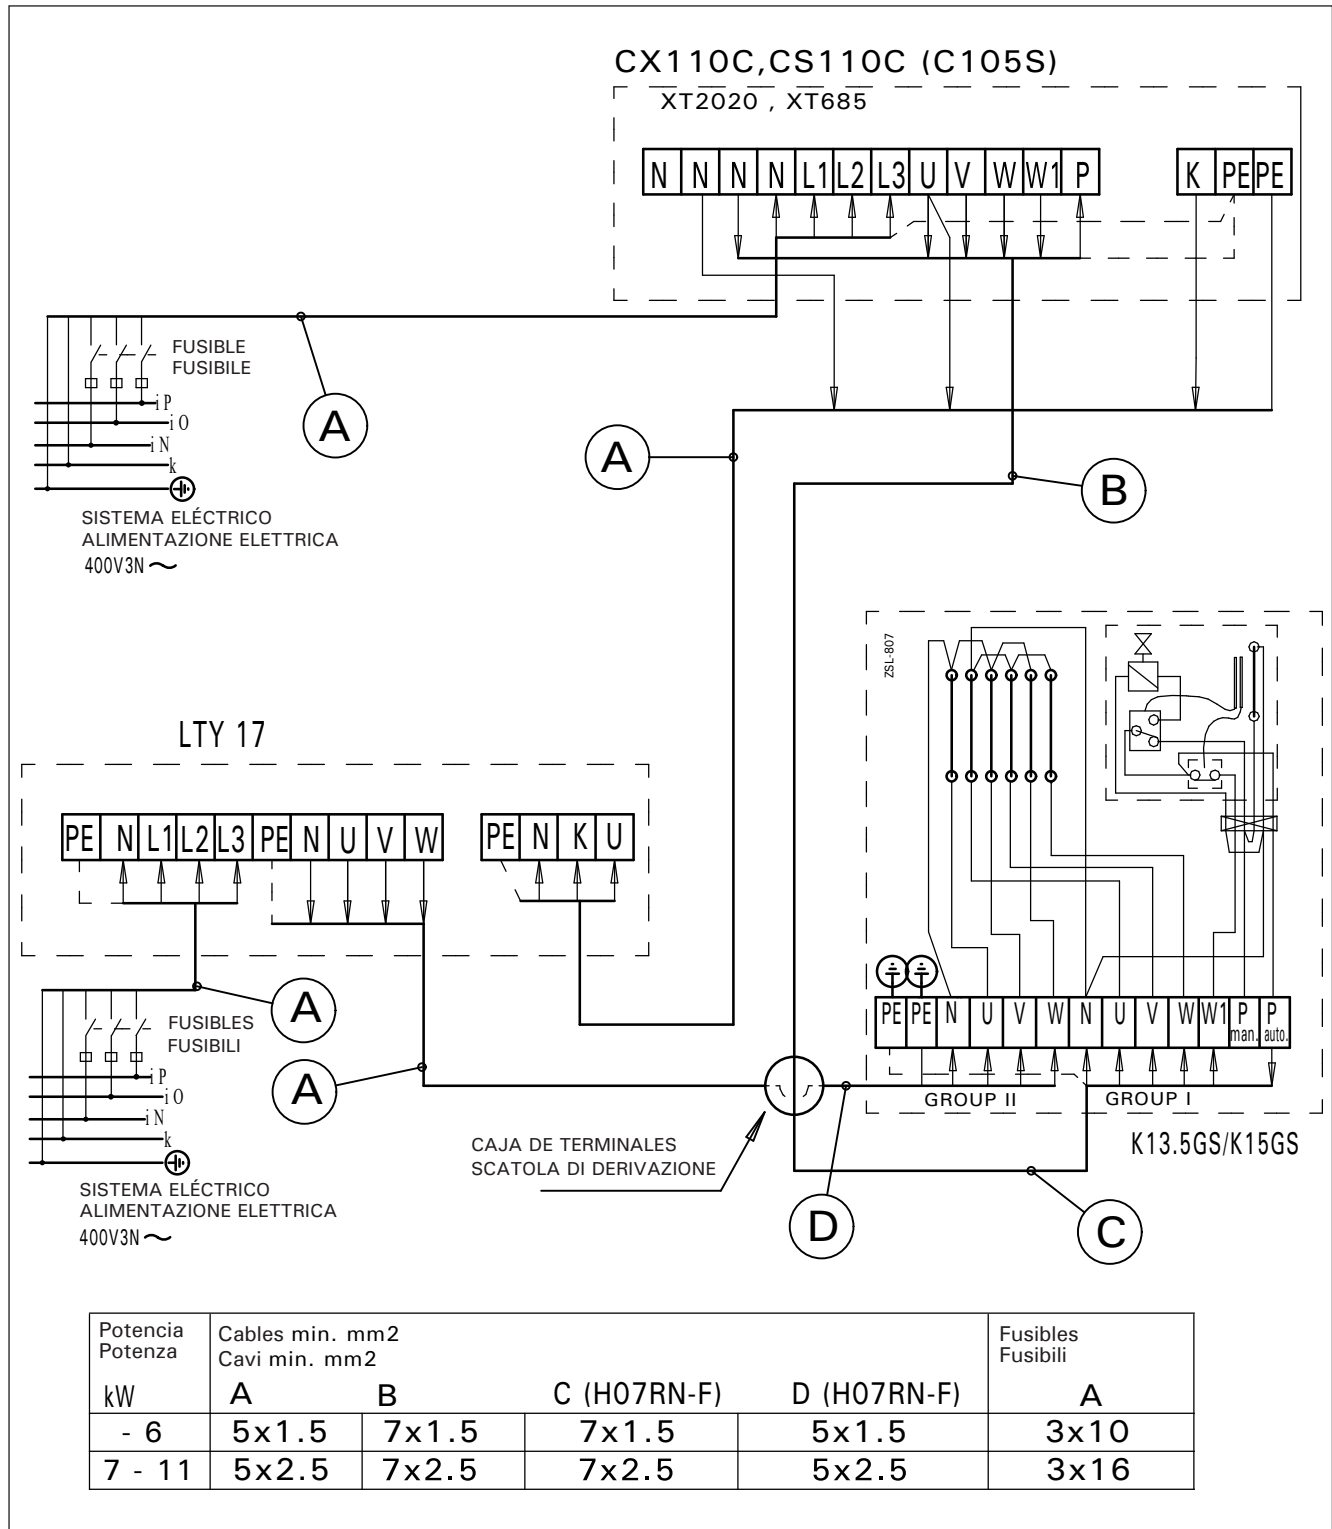 CX110C,CS110C (C105S)
XT2020 , XT685
N N N N L1 L2 L3 U V W W1 P K PE PE
FUSIBLE
FUSIBILE
A
iP
iO
iN
k
SISTEMA ELÉCTRICO
ALIMENTAZIONE ELETTRICA
400V3N~
A
B
ZSL-807
LTY 17
PE N L1 L2 L3 PE N U V W PE N K U
A
FUSIBLES
FUSIBILI
A
iP
iO
iN
k
SISTEMA ELÉCTRICO
ALIMENTAZIONE ELETTRICA
400V3N~
PE PE N U V W N U V W W1 P man. P auto.
GROUP II GROUP I
K13.5GS/K15GS
CAJA DE TERMINALES
SCATOLA DI DERIVAZIONE
D
C
Potencia Cables min. mm2 Fusibles
Potenza Cavi min. mm2 Fusibili
kW A B C (H07RN-F) D (H07RN-F) A
- 6 5x1.5 7x1.5 7x1.5 5x1.5 3x10
7 - 11 5x2.5 7x2.5 7x2.5 5x2.5 3x16